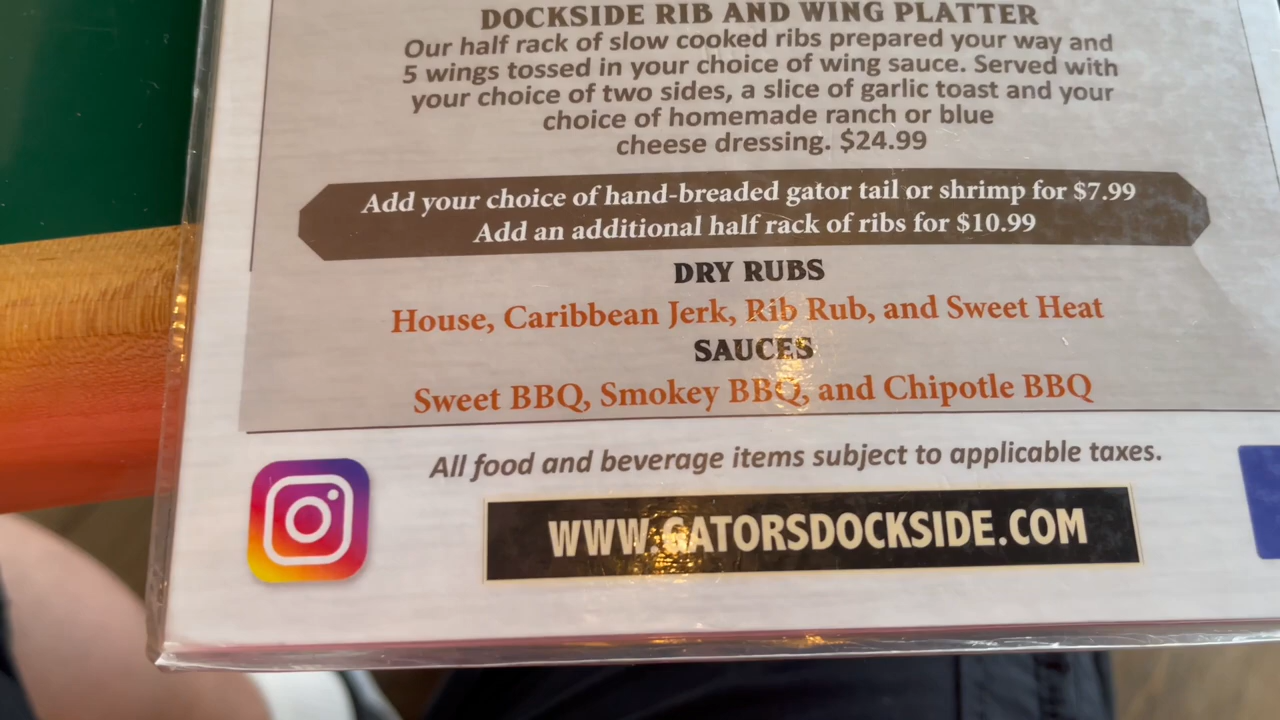 DOCKSIDE RIB AND WING PLATTER
Our half rack of slow cooked ribs prepared your way and
5 wings tossed in your choice of wing sauce. Served with
your choice of two sides, a slice of garlic toast and your
choice of homemade ranch or blue
cheese dressing. $24.99
Add your choice of hand-breaded gator tail or shrimp for $7.99
Add an additional half rack of ribs for $10.99
DRY RUBS
House, Caribbean Jerk, Rib Rub, and Sweet Heat
SAUCES
Sweet BBQ, Smokey BBQ, and Chipotle BBQ
All food and beverage items subject to applicable taxes.
WWW.GATORSDOCKSIDE.COM